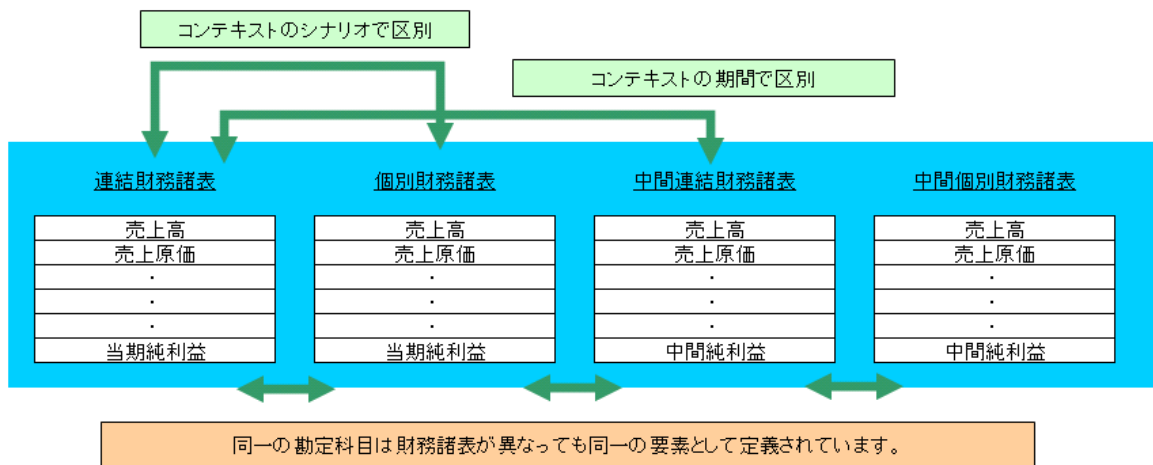 コンテキストのシナリオで区別
コンテキストの期間で区別
連結財務諸表
個別財務諸表
中間連結財務諸表
中間個別財務諸表
売上高
売上原価
・
・
・
当期純利益
売上高
売上原価
・
・
・
当期純利益
売上高
売上原価
・
・
・
中間純利益
売上高
売上原価
・
・
・
中間純利益
同一の勘定科目は財務諸表が異なっても同一の要素として定義されています。